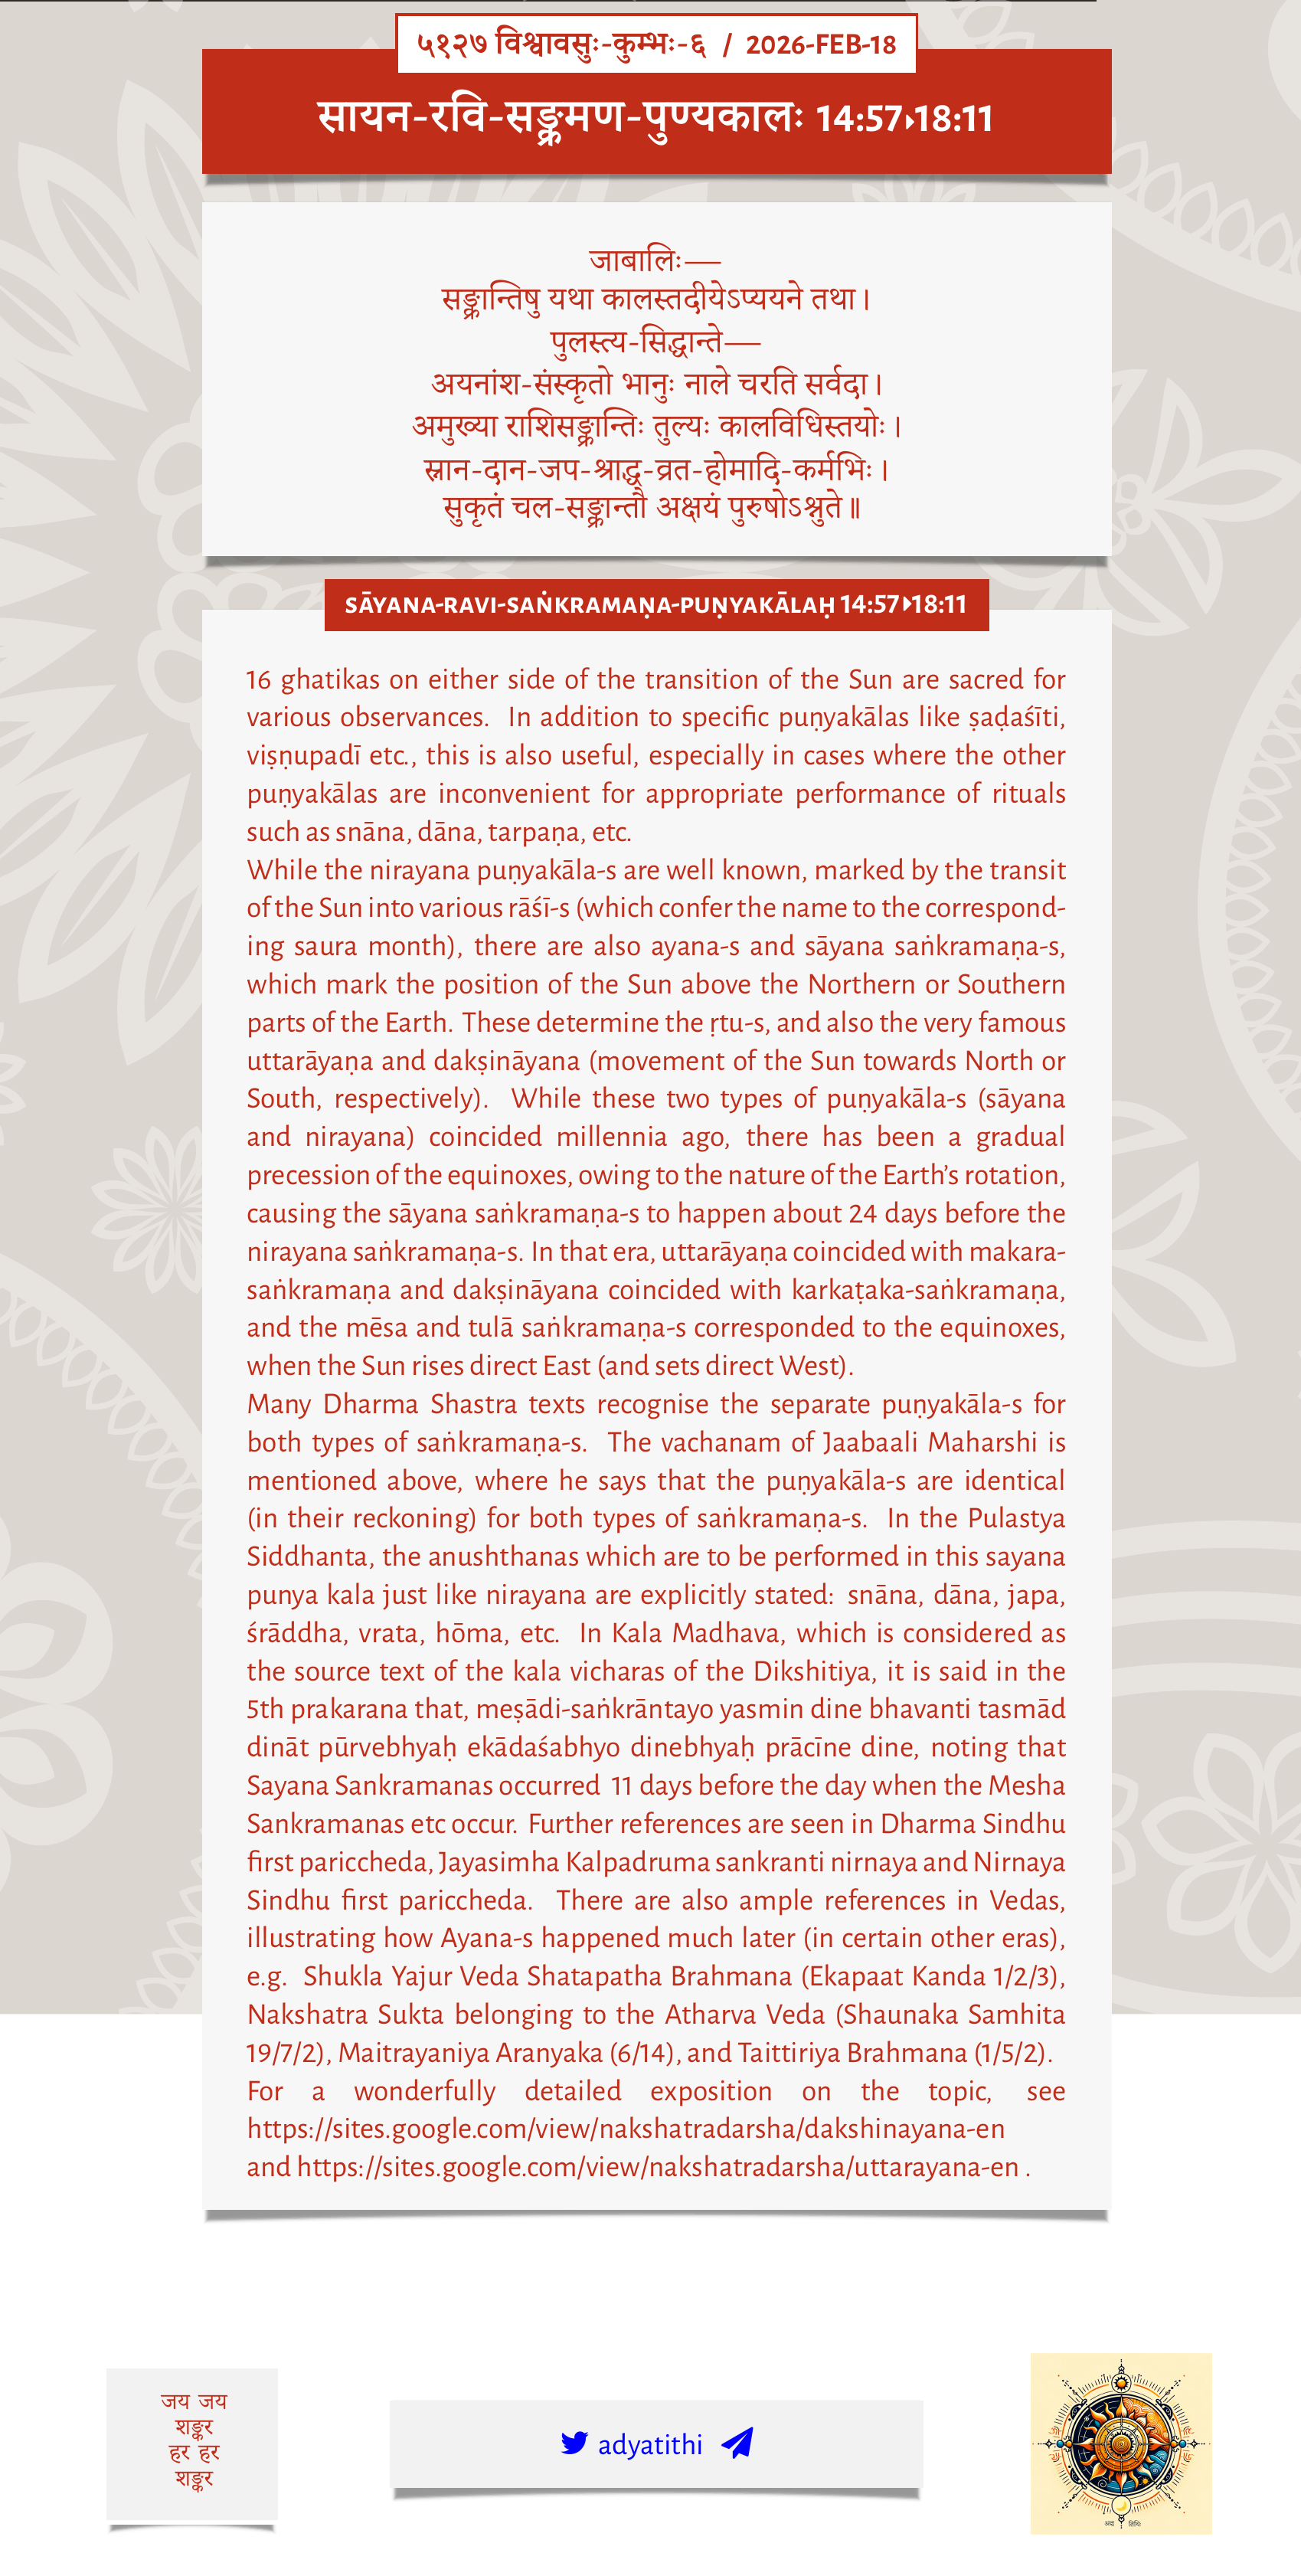 ५१२७ विश्वावसुः-कुम्भः-६ / 2026-FEB-18
सायन-रवि-सङ्क्रमण-पुण्यकालः 14:57▸18:11
जाबालिः—
सङ्क्रान्तिषु यथा कालस्तदीयेऽप्ययने तथा।
पुलस्त्य-सिद्धान्ते—
अयनांश-संस्कृतो भानुः नाले चरति सर्वदा।
अमुख्या राशिसङ्क्रान्तिः तुल्यः कालविधिस्तयोः।
स्नान-दान-जप-श्राद्ध-व्रत-होमादि-कर्मभिः।
सुकृतं चल-सङ्क्रान्तौ अक्षयं पुरुषोऽश्नुते॥
SĀYANA-RAVI-SAṄKRAMAṆA-PUṆYAKĀLAḤ 14:57▸18:11
16 ghatikas on either side of the transition of the Sun are sacred for
various observances. In addition to specific puṇyakālas like ṣaḍaśīti,
viṣṇupadī etc., this is also useful, especially in cases where the other
puṇyakālas are inconvenient for appropriate performance of rituals
such as snāna, dāna, tarpaṇa, etc.
While the nirayana puṇyakāla-s are well known, marked by the transit
of the Sun into various rāśī-s (which confer the name to the correspond-
ing saura month), there are also ayana-s and sāyana saṅkramaṇa-s,
which mark the position of the Sun above the Northern or Southern
parts of the Earth. These determine the ṛtu-s, and also the very famous
uttarāyaṇa and dakṣināyana (movement of the Sun towards North or
South, respectively). While these two types of puṇyakāla-s (sāyana
and nirayana) coincided millennia ago, there has been a gradual
precession of the equinoxes, owing to the nature of the Earth’s rotation,
causing the sāyana saṅkramaṇa-s to happen about 24 days before the
nirayana saṅkramaṇa-s. In that era, uttarāyaṇa coincided with makara-
saṅkramaṇa and dakṣināyana coincided with karkaṭaka-saṅkramaṇa,
and the mēsa and tulā saṅkramaṇa-s corresponded to the equinoxes,
when the Sun rises direct East (and sets direct West).
Many Dharma Shastra texts recognise the separate puṇyakāla-s for
both types of saṅkramaṇa-s. The vachanam of Jaabaali Maharshi is
mentioned above, where he says that the puṇyakāla-s are identical
(in their reckoning) for both types of saṅkramaṇa-s. In the Pulastya
Siddhanta, the anushthanas which are to be performed in this sayana
punya kala just like nirayana are explicitly stated: snāna, dāna, japa,
śrāddha, vrata, hōma, etc. In Kala Madhava, which is considered as
the source text of the kala vicharas of the Dikshitiya, it is said in the
5th prakarana that, meṣādi-saṅkrāntayo yasmin dine bhavanti tasmād
dināt pūrvebhyaḥ ekādaśabhyo dinebhyaḥ prācīne dine, noting that
Sayana Sankramanas occurred 11 days before the day when the Mesha
Sankramanas etc occur. Further references are seen in Dharma Sindhu
first pariccheda, Jayasimha Kalpadruma sankranti nirnaya and Nirnaya
Sindhu first pariccheda. There are also ample references in Vedas,
illustrating how Ayana-s happened much later (in certain other eras),
e.g. Shukla Yajur Veda Shatapatha Brahmana (Ekapaat Kanda 1/2/3),
Nakshatra Sukta belonging to the Atharva Veda (Shaunaka Samhita
19/7/2), Maitrayaniya Aranyaka (6/14), and Taittiriya Brahmana (1/5/2).
For a wonderfully detailed exposition on the topic, see
https://sites.google.com/view/nakshatradarsha/dakshinayana-en
and https://sites.google.com/view/nakshatradarsha/uttarayana-en .
जय जय
शङ्कर
हर हर
शङ्कर
adyatithi
अद्य तिथिः